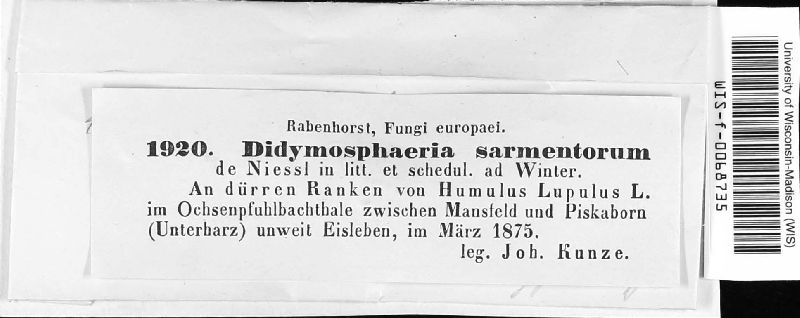 Rabenhorst, Fungi europaei.
1920. Didymosphaeria sarmentorum
de Niessl in litt. et schedul. ad Winter.
An dürren Ranken von Humulus Lupulus L.
im Ochsenpfuhlbachthale zwischen Mansfeld und Piskaborn
(Unterharz) unweit Eisleben, im März 1875.
leg. Joh. Kunze.
University of Wisconsin-Madison (WIS)
WIS-f-0068735